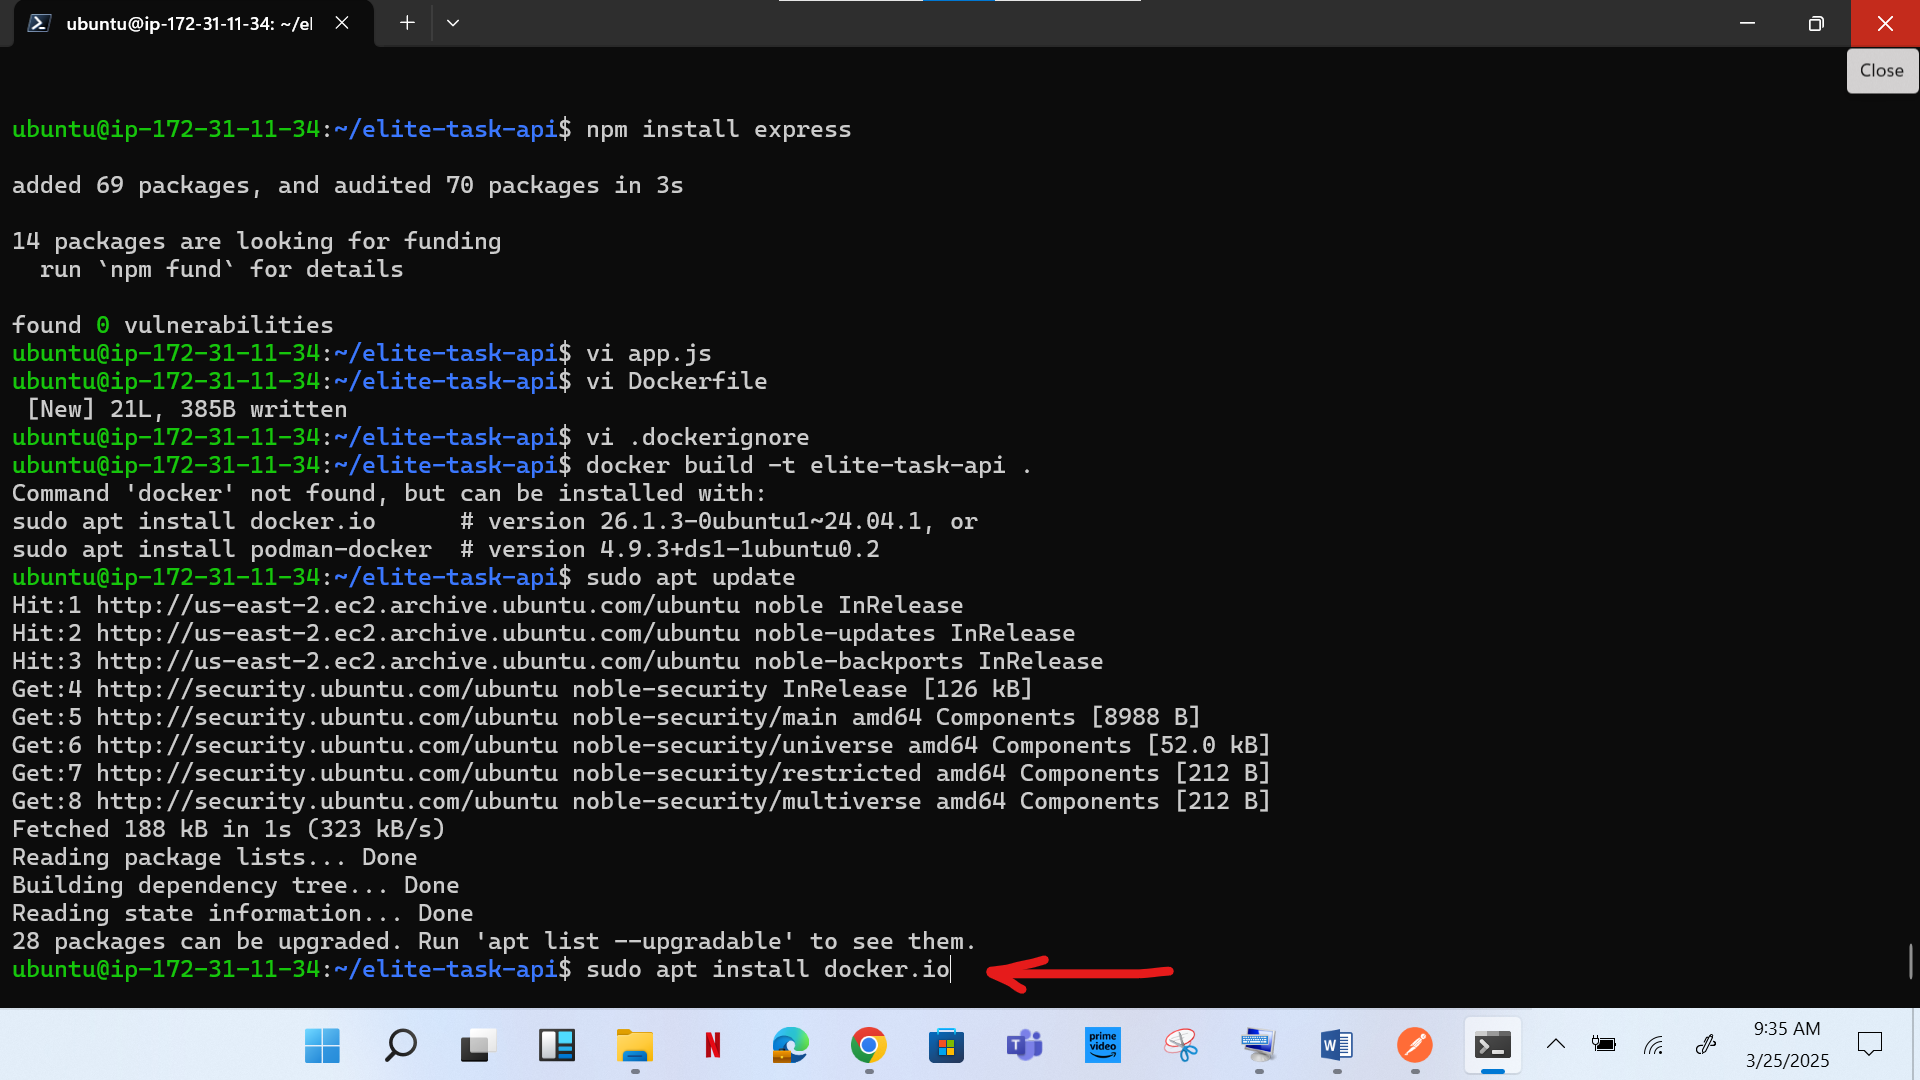 ubuntu@ip-172-31-11-34: ~/el
Close
ubuntu@ip-172-31-11-34:~/elite-task-api$ npm install express
added 69 packages, and audited 70 packages in 3s
14 packages are looking for funding
run `npm fund` for details
found 0 vulnerabilities
ubuntu@ip-172-31-11-34:~/elite-task-api$ vi app.js
ubuntu@ip-172-31-11-34:~/elite-task-api$ vi Dockerfile
[New] 21L, 385B written
ubuntu@ip-172-31-11-34:~/elite-task-api$ vi .dockerignore
ubuntu@ip-172-31-11-34:~/elite-task-api$ docker build -t elite-task-api .
Command 'docker' not found, but can be installed with:
sudo apt install docker.io      # version 26.1.3-0ubuntu1~24.04.1, or
sudo apt install podman-docker  # version 4.9.3+ds1-1ubuntu0.2
ubuntu@ip-172-31-11-34:~/elite-task-api$ sudo apt update
Hit:1 http://us-east-2.ec2.archive.ubuntu.com/ubuntu noble InRelease
Hit:2 http://us-east-2.ec2.archive.ubuntu.com/ubuntu noble-updates InRelease
Hit:3 http://us-east-2.ec2.archive.ubuntu.com/ubuntu noble-backports InRelease
Get:4 http://security.ubuntu.com/ubuntu noble-security InRelease [126 kB]
Get:5 http://security.ubuntu.com/ubuntu noble-security/main amd64 Components [8988 B]
Get:6 http://security.ubuntu.com/ubuntu noble-security/universe amd64 Components [52.0 kB]
Get:7 http://security.ubuntu.com/ubuntu noble-security/restricted amd64 Components [212 B]
Get:8 http://security.ubuntu.com/ubuntu noble-security/multiverse amd64 Components [212 B]
Fetched 188 kB in 1s (323 kB/s)
Reading package lists... Done
Building dependency tree... Done
Reading state information... Done
28 packages can be upgraded. Run 'apt list --upgradable' to see them.
ubuntu@ip-172-31-11-34:~/elite-task-api$ sudo apt install docker.io
N
T
prime video
W
9:35 AM
3/25/2025